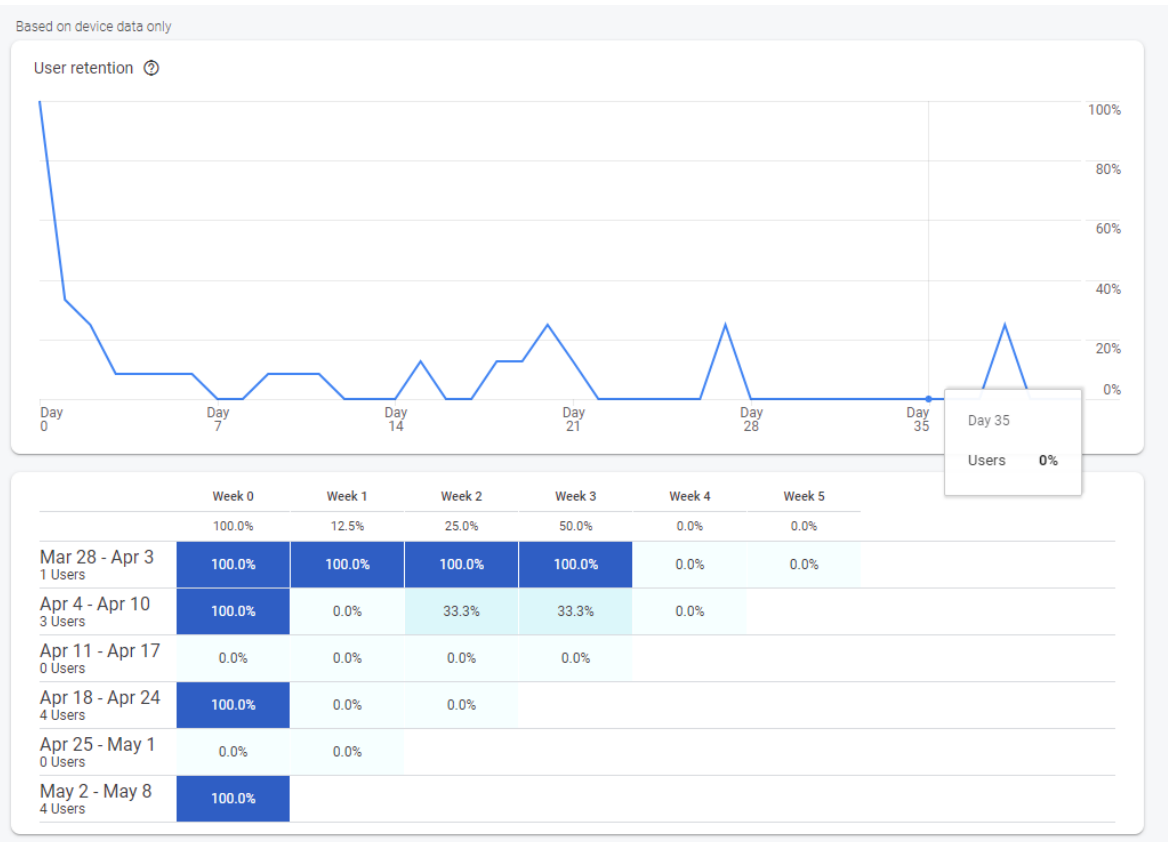 Based on device data only
User retention
100%
80%
60%
40%
20%
0%
Day 0
Day 7
Day 14
Day 21
Day 28
Day 35
Day 35
Users 0%
Week 0 Week 1 Week 2 Week 3 Week 4 Week 5
100.0% 12.5% 25.0% 50.0% 0.0% 0.0%
Mar 28 - Apr 3
1 Users
100.0% 100.0% 100.0% 100.0% 0.0% 0.0%
Apr 4 - Apr 10
3 Users
100.0% 0.0% 33.3% 33.3% 0.0%
Apr 11 - Apr 17
0 Users
0.0% 0.0% 0.0% 0.0%
Apr 18 - Apr 24
4 Users
100.0% 0.0% 0.0%
Apr 25 - May 1
0 Users
0.0% 0.0%
May 2 - May 8
4 Users
100.0%